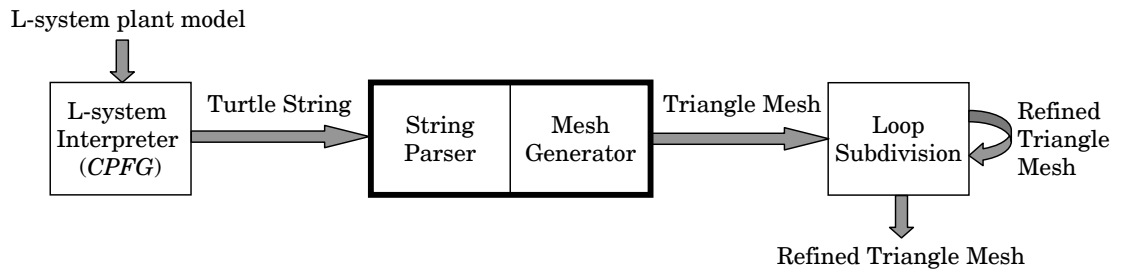 L-system plant model
L-system
Interpreter
(CPFG)
Turtle String
String
Parser
Mesh
Generator
Triangle Mesh
Loop
Subdivision
Refined
Triangle
Mesh
Refined Triangle Mesh